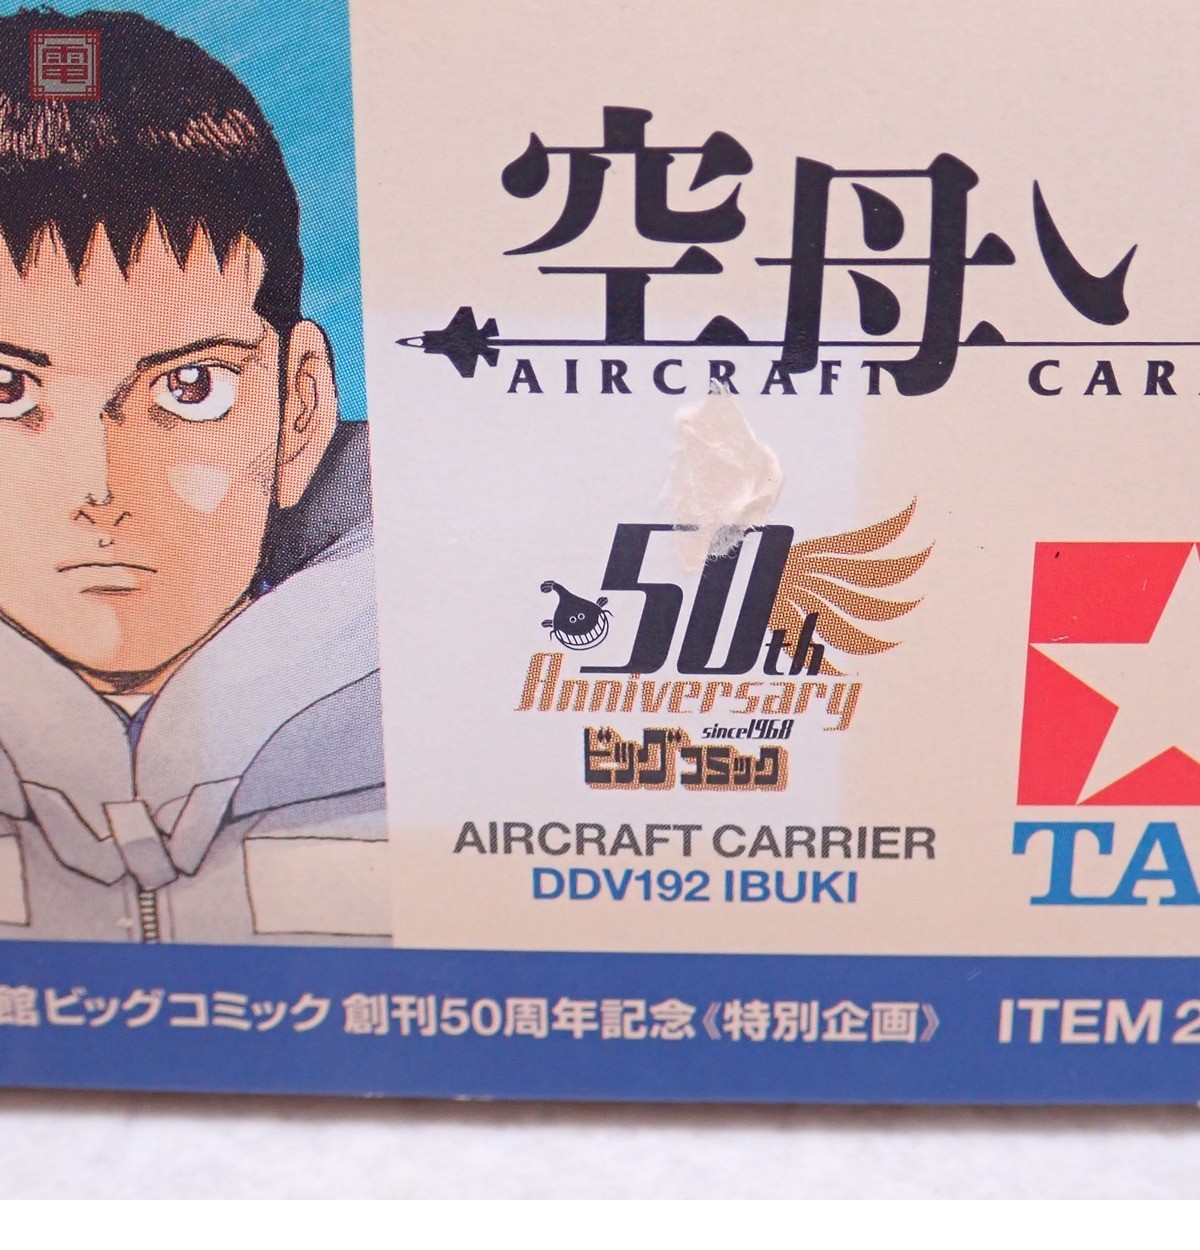 空母い
AIRCRAFT CAR
50th
Anniversary
since1968
ビッグコミック
AIRCRAFT CARRIER
DDV192 IBUKI
TA
館ビッグコミック 創刊50周年記念《特別企画》 ITEM 2